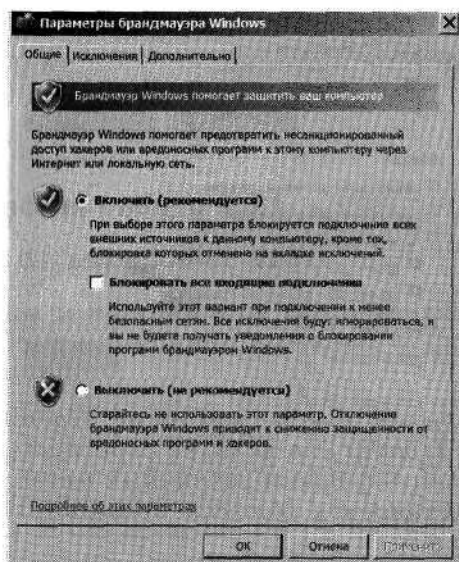 Параметры брандмауэра Windows
Общие Исключения Дополнительно
Брандмауэр Windows помогает защитить ваш компьютер
Брандмауэр Windows помогает предотвратить несанкционированный
доступ хакеров или вредоносных программ к этому компьютеру через
Интернет или локальную сеть.
Включить (рекомендуется)
При выборе этого параметра блокируется подключение всех
внешних источников к данному компьютеру, кроме тех,
блокировка которых отменена на вкладке исключений.
Блокировать все входящие подключения
Используйте этот вариант при подключении к менее
безопасным сетям. Все исключения будут игнорироваться, и
вы не будете получать уведомлений о блокировании
программ брандмауэром Windows.
Выключить (не рекомендуется)
Старайтесь не использовать этот параметр. Отключение
брандмауэра Windows приводит к снижению защищенности от
вредоносных программ и хакеров.
Подробнее об этих параметрах
ОК Отмена Применить